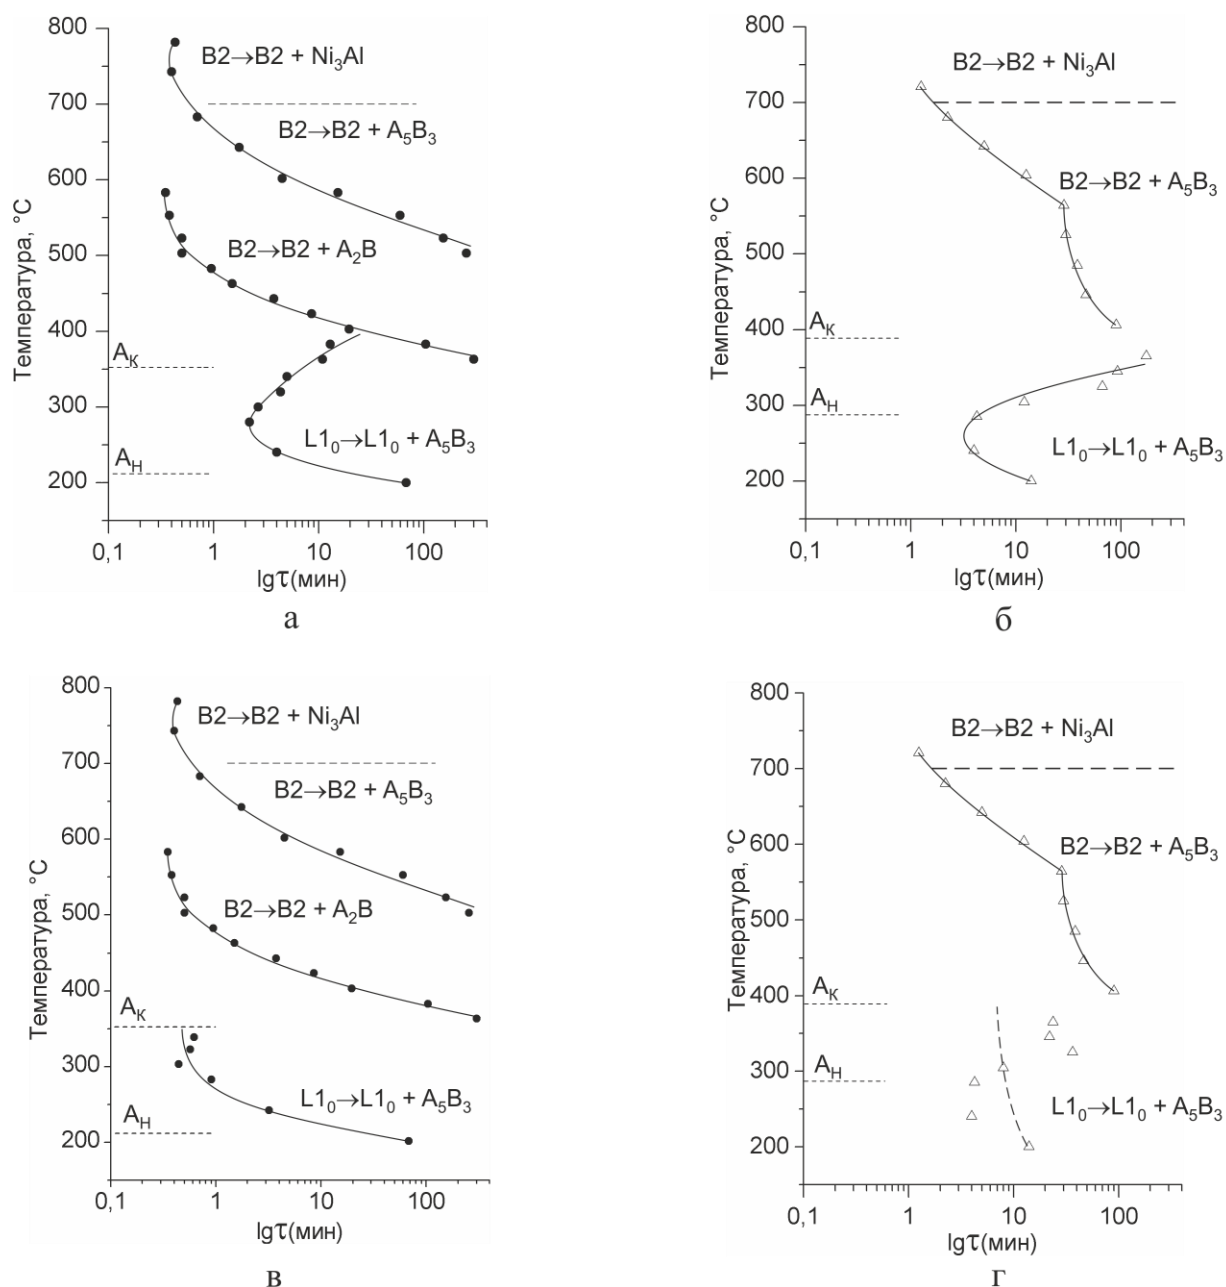 800
700
600
500
400
300
200
Температура, °C
B2→B2 + Ni₃Al
B2→B2 + A₅B₃
B2→B2 + A₂B
Aк
Aн
L1₀→L1₀ + A₅B₃
0,1
1
10
100
lgτ(мин)
а
800
700
600
500
400
300
200
Температура, °C
B2→B2 + Ni₃Al
B2→B2 + A₅B₃
Aк
Aн
L1₀→L1₀ + A₅B₃
0,1
1
10
100
lgτ(мин)
б
800
700
600
500
400
300
200
Температура, °C
B2→B2 + Ni₃Al
B2→B2 + A₅B₃
B2→B2 + A₂B
Aк
Aн
L1₀→L1₀ + A₅B₃
0,1
1
10
100
lgτ(мин)
в
800
700
600
500
400
300
200
Температура, °C
B2→B2 + Ni₃Al
B2→B2 + A₅B₃
Aк
Aн
L1₀→L1₀ + A₅B₃
0,1
1
10
100
lgτ(мин)
г